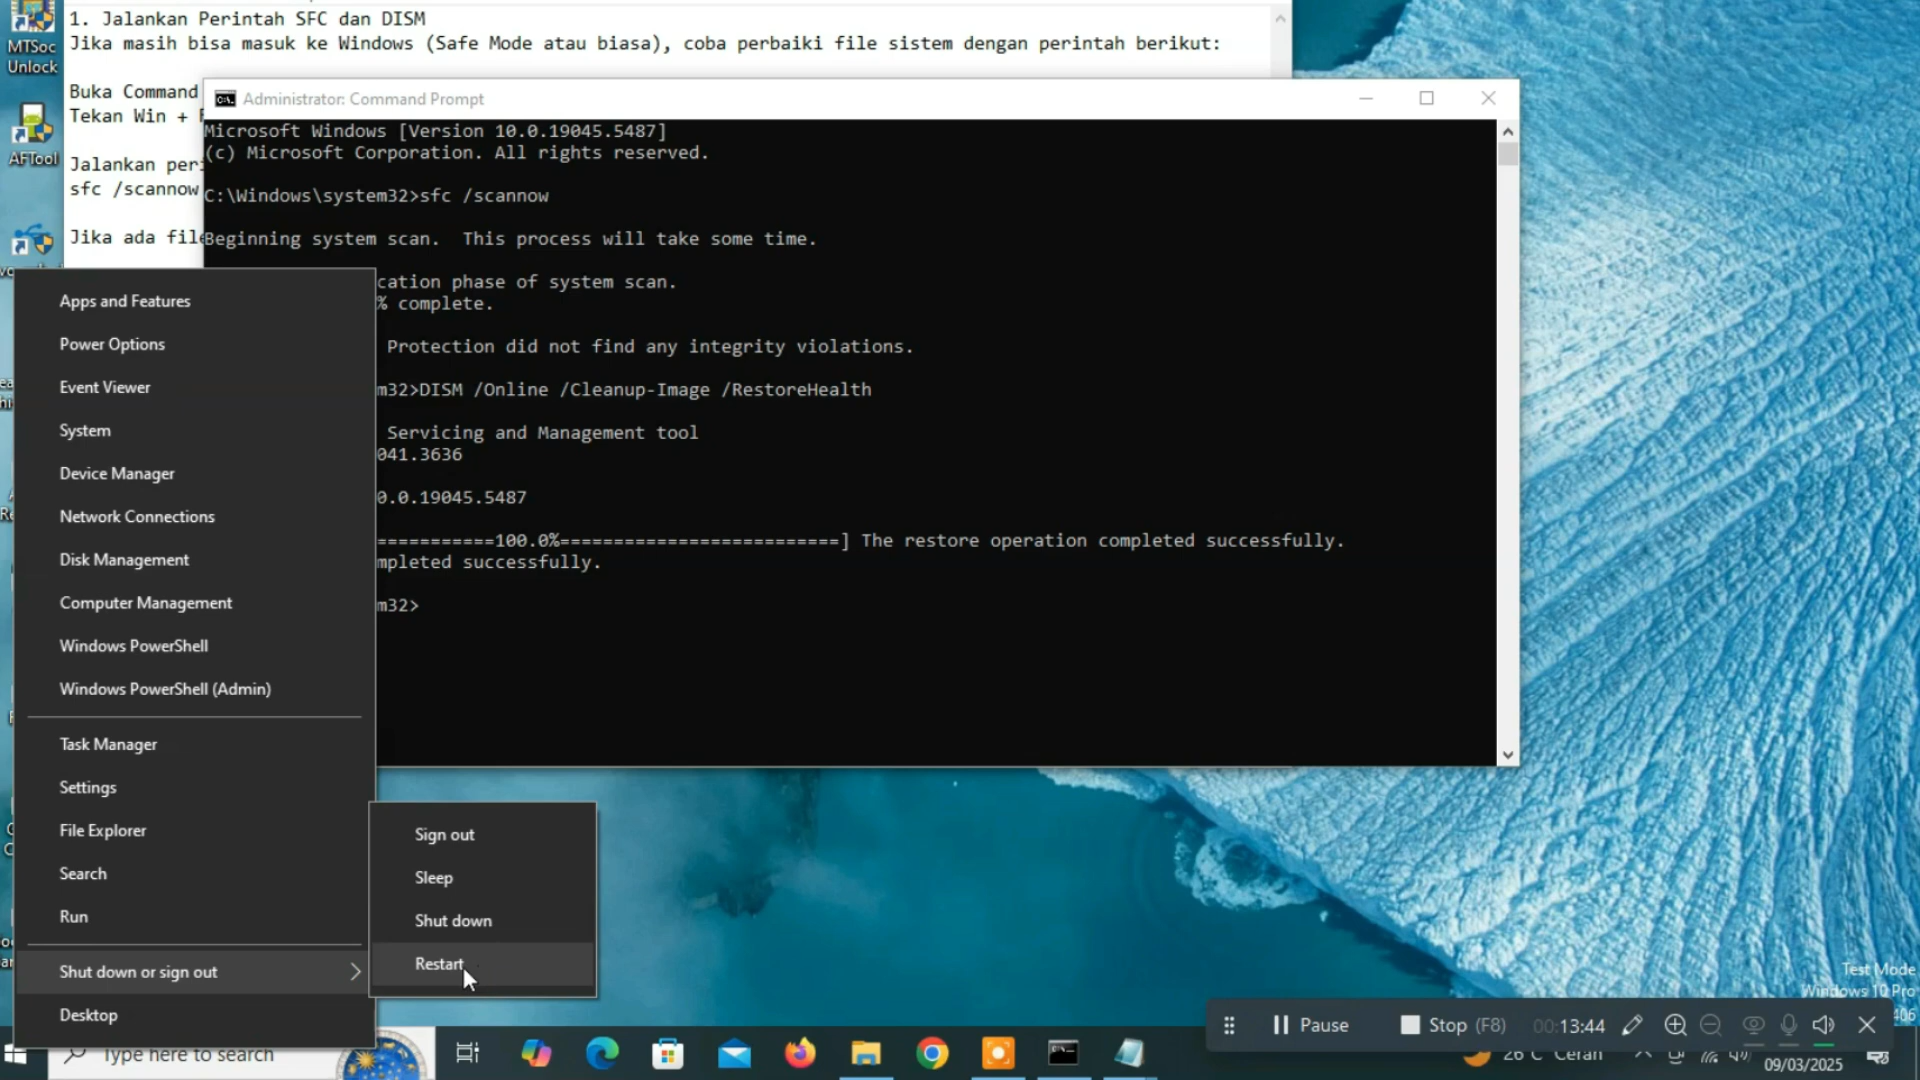 1. Jalankan Perintah SFC dan DISM
Jika masih bisa masuk ke Windows (Safe Mode atau biasa), coba perbaiki file sistem dengan perintah berikut:
Buka Command
Tekan Win +
Jalankan per
sfc /scannow
Jika ada file
MTSoc
Unlock
AFTool
Administrator: Command Prompt
Microsoft Windows [Version 10.0.19045.5487]
(c) Microsoft Corporation. All rights reserved.
C:\Windows\system32>sfc /scannow
Beginning system scan.  This process will take some time.
cation phase of system scan.
% complete.
Protection did not find any integrity violations.
m32>DISM /Online /Cleanup-Image /RestoreHealth
Servicing and Management tool
041.3636
0.0.19045.5487
===========100.0%==========================] The restore operation completed successfully.
mpleted successfully.
m32>
Apps and Features
Power Options
Event Viewer
System
Device Manager
Network Connections
Disk Management
Computer Management
Windows PowerShell
Windows PowerShell (Admin)
Task Manager
Settings
File Explorer
Search
Run
Shut down or sign out
Desktop
Sign out
Sleep
Shut down
Restart
Test Mode
Windows 10 Pro
Pause
Stop (F8)
00:13:44
Type here to search
26°C Cerah
09/03/2025